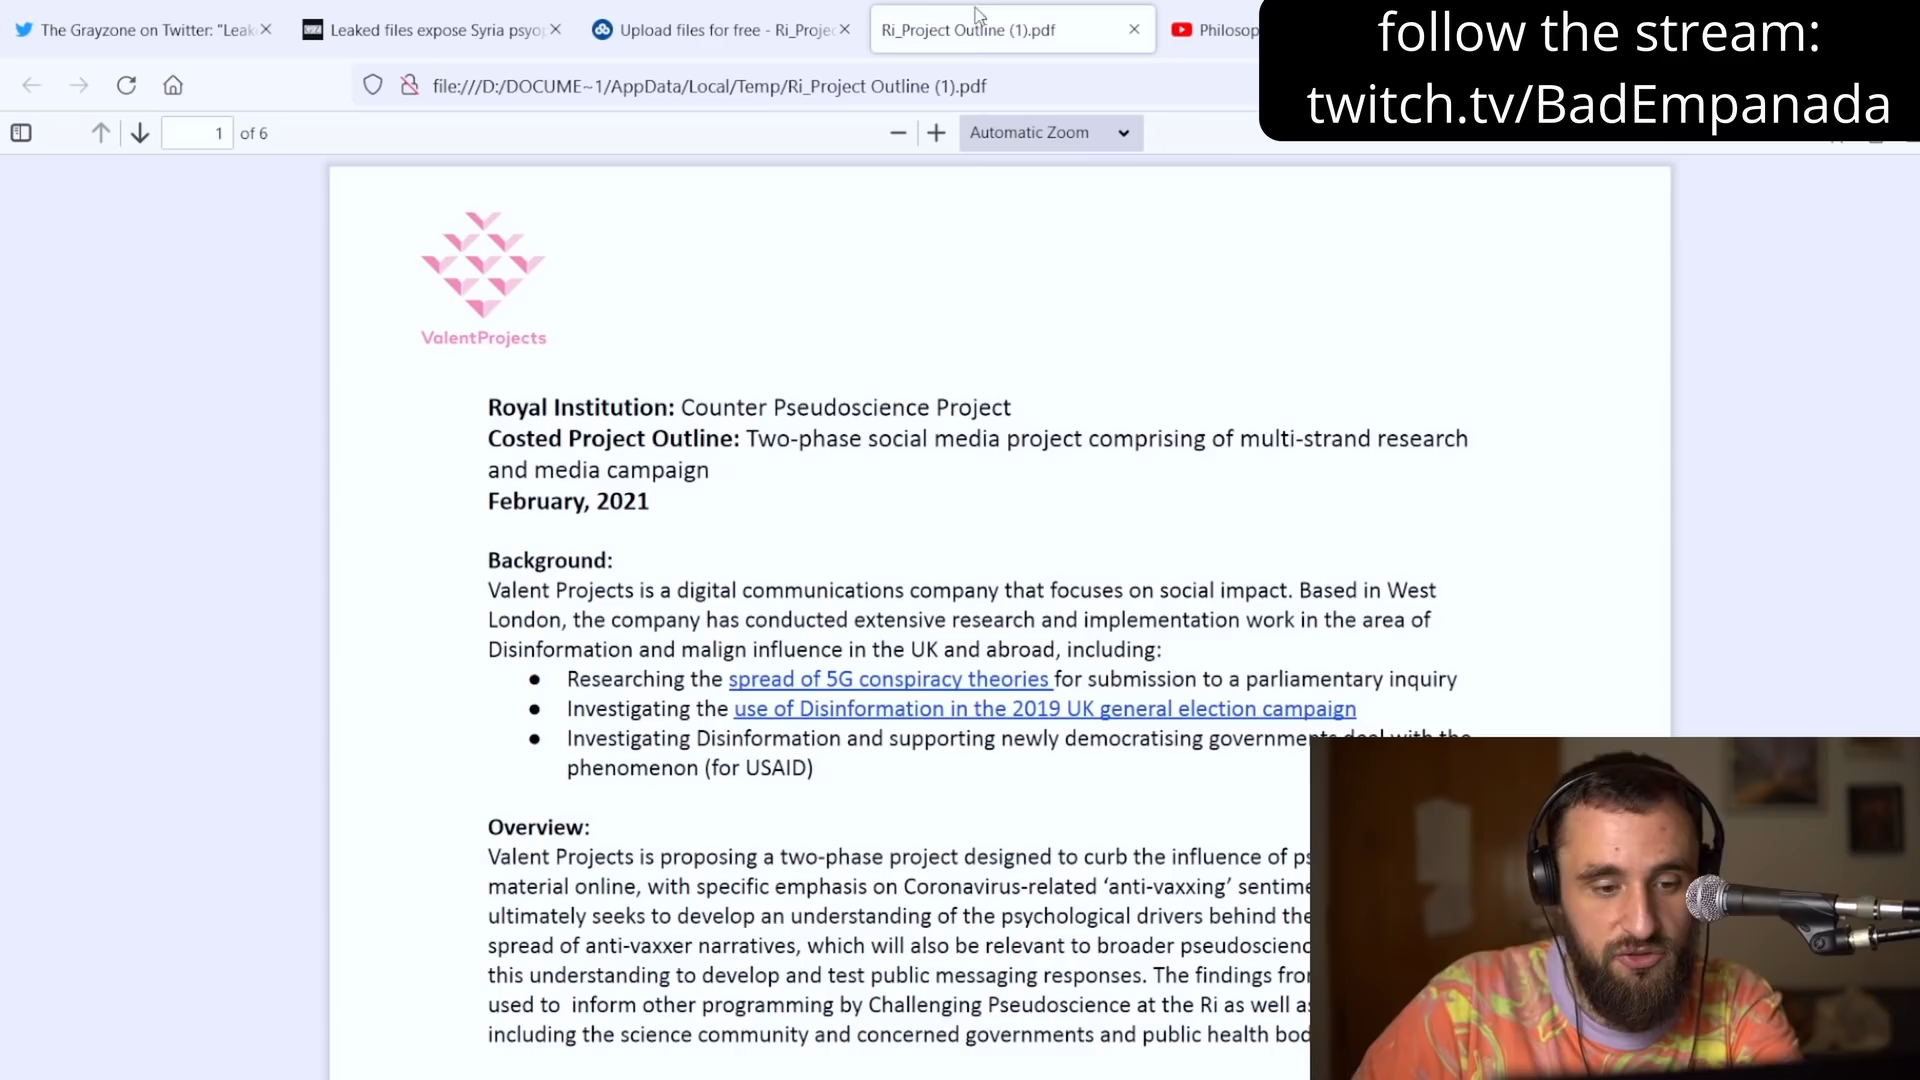 The Grayzone on Twitter: "Leak
Leaked files expose Syria psyo
Upload files for free - Ri_Projec
Ri_Project Outline (1).pdf
Philosop
follow the stream:
twitch.tv/BadEmpanada
file:///D:/DOCUME~1/AppData/Local/Temp/Ri_Project Outline (1).pdf
1 of 6
Automatic Zoom
ValentProjects
Royal Institution: Counter Pseudoscience Project
Costed Project Outline: Two-phase social media project comprising of multi-strand research
and media campaign
February, 2021
Background:
Valent Projects is a digital communications company that focuses on social impact. Based in West
London, the company has conducted extensive research and implementation work in the area of
Disinformation and malign influence in the UK and abroad, including:
● Researching the spread of 5G conspiracy theories for submission to a parliamentary inquiry
● Investigating the use of Disinformation in the 2019 UK general election campaign
● Investigating Disinformation and supporting newly democratising governments deal with the
phenomenon (for USAID)
Overview:
Valent Projects is proposing a two-phase project designed to curb the influence of ps
material online, with specific emphasis on Coronavirus-related ‘anti-vaxxing’ sentime
ultimately seeks to develop an understanding of the psychological drivers behind the
spread of anti-vaxxer narratives, which will also be relevant to broader pseudoscienc
this understanding to develop and test public messaging responses. The findings from
used to inform other programming by Challenging Pseudoscience at the Ri as well as
including the science community and concerned governments and public health bod